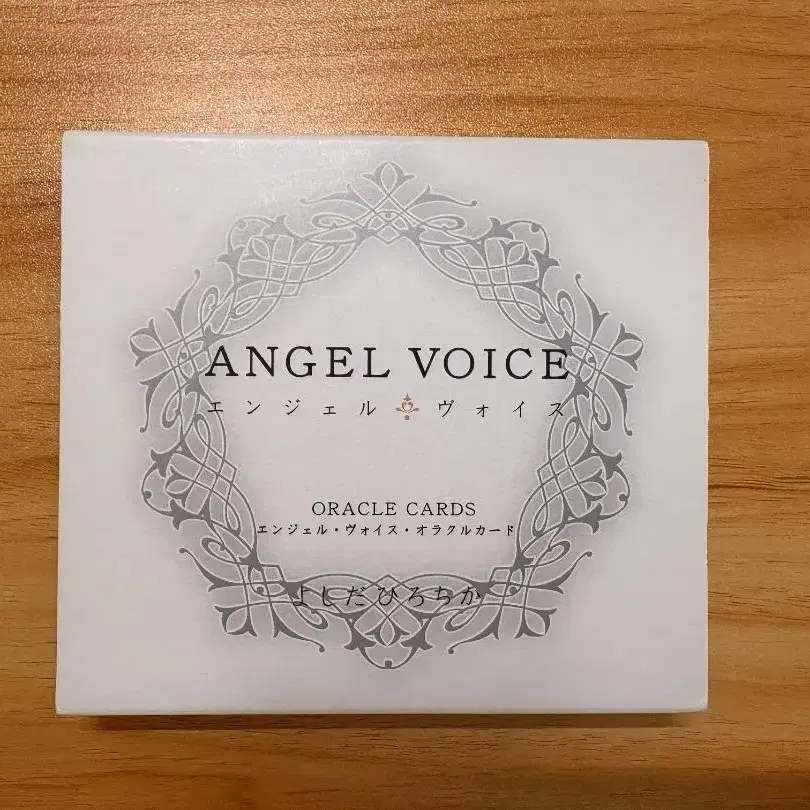 ANGEL VOICE
エンジェル ヴォイス
ORACLE CARDS
エンジェル・ヴォイス・オラクルカード
よしだひろちか